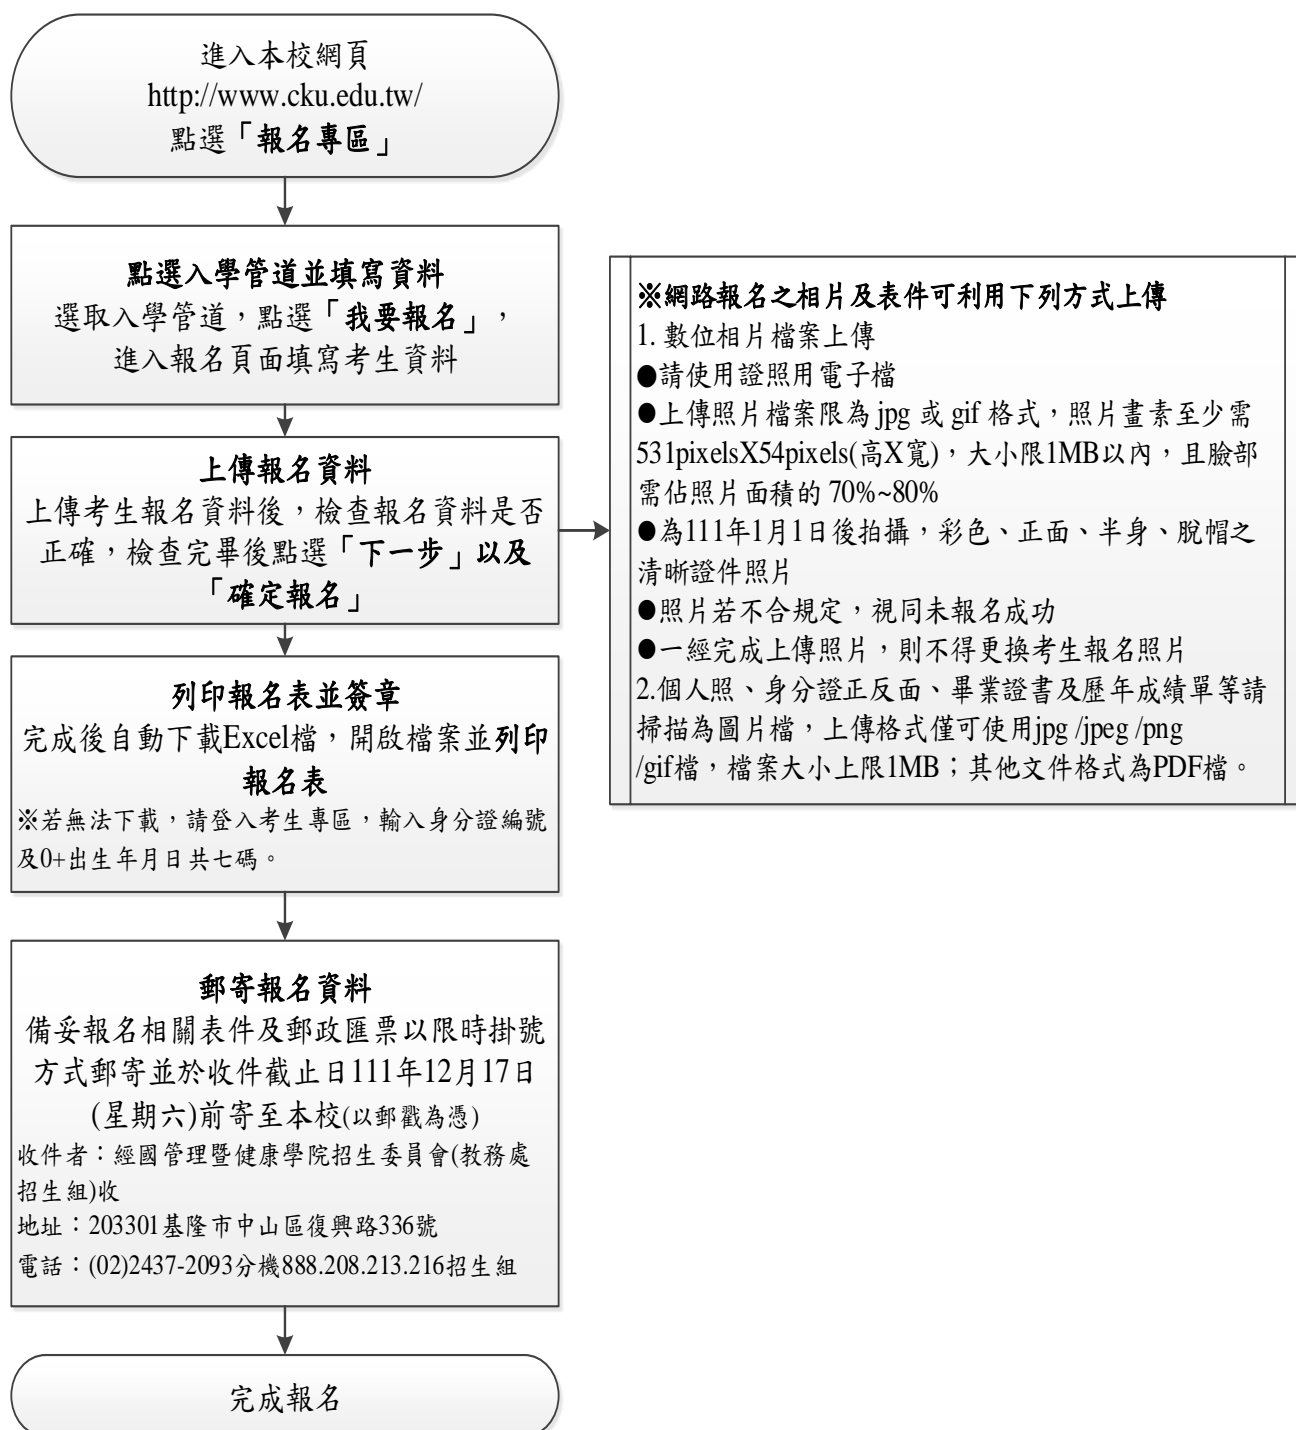 進入本校網頁
http://www.cku.edu.tw/
點選「報名專區」
點選入學管道並填寫資料
選取入學管道，點選「我要報名」，
進入報名頁面填寫考生資料
上傳報名資料
上傳考生報名資料後，檢查報名資料是否
正確，檢查完畢後點選「下一步」以及
「確定報名」
※網路報名之相片及表件可利用下列方式上傳
1. 數位相片檔案上傳
●請使用證照用電子檔
●上傳照片檔案限為 jpg 或 gif 格式，照片畫素至少需
531pixelsX54pixels(高X寬)，大小限1MB以內，且臉部
需佔照片面積的 70%~80%
●為111年1月1日後拍攝，彩色、正面、半身、脫帽之
清晰證件照片
●照片若不合規定，視同未報名成功
●一經完成上傳照片，則不得更換考生報名照片
2.個人照、身分證正反面、畢業證書及歷年成績單等請
掃描為圖片檔，上傳格式僅可使用jpg /jpeg /png
/gif檔，檔案大小上限1MB；其他文件格式為PDF檔。
列印報名表並簽章
完成後自動下載Excel檔，開啟檔案並列印
報名表
※若無法下載，請登入考生專區，輸入身分證編號
及0+出生年月日共七碼。
郵寄報名資料
備妥報名相關表件及郵政匯票以限時掛號
方式郵寄並於收件截止日111年12月17日
(星期六)前寄至本校(以郵戳為憑)
收件者：經國管理暨健康學院招生委員會(教務處
招生組)收
地址：203301基隆市中山區復興路336號
電話：(02)2437-2093分機888.208.213.216招生組
完成報名